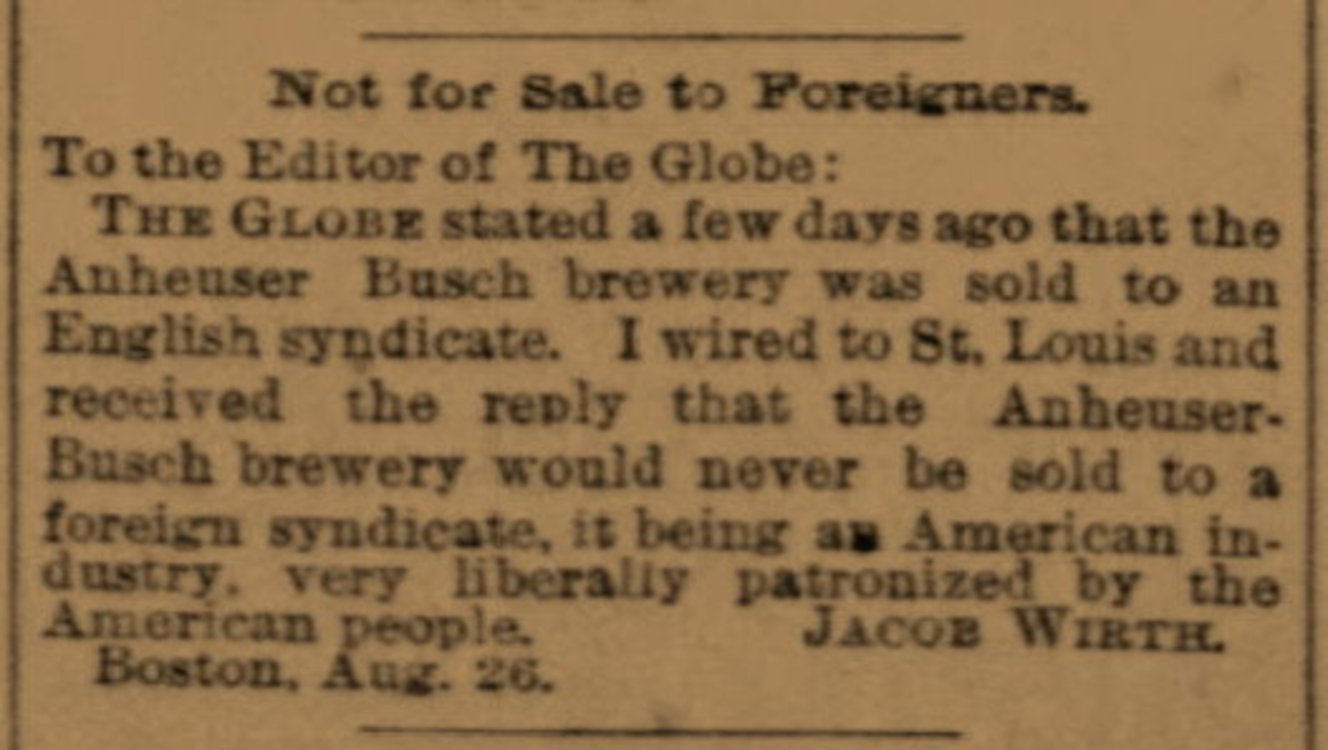 Not for Sale to Foreigners.
To the Editor of The Globe:
THE GLOBE stated a few days ago that the
Anheuser Busch brewery was sold to an
English syndicate. I wired to St. Louis and
received the reply that the Anheuser-
Busch brewery would never be sold to a
foreign syndicate, it being an American in-
dustry, very liberally patronized by the
American people. JACOB WIRTH.
Boston, Aug. 26.